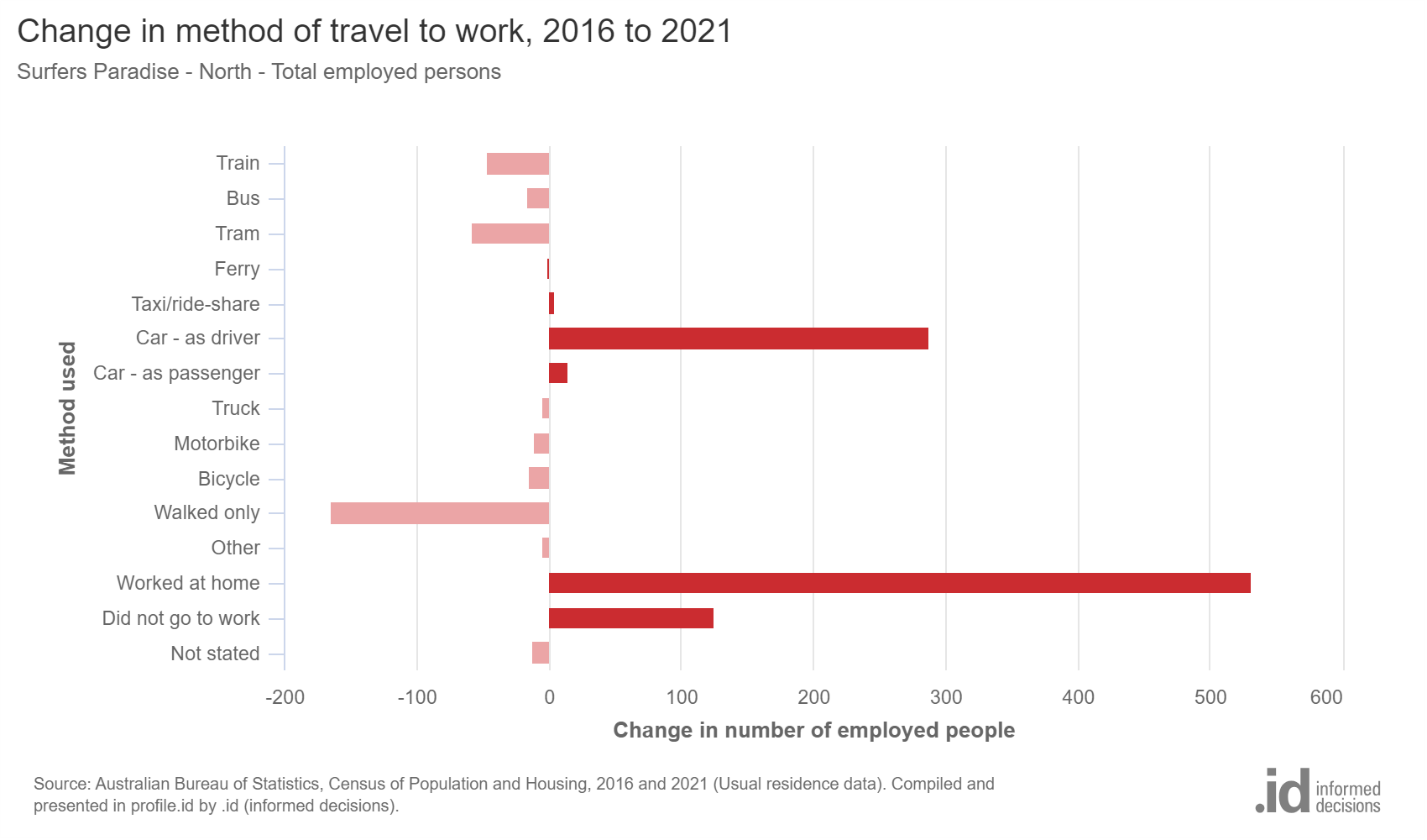 Change in method of travel to work, 2016 to 2021
Surfers Paradise - North - Total employed persons
Train
Bus
Tram
Ferry
Taxi/ride-share
Car - as driver
Car - as passenger
Truck
Motorbike
Bicycle
Walked only
Other
Worked at home
Did not go to work
Not stated
Method used
-200 -100 0 100 200 300 400 500 600
Change in number of employed people
Source: Australian Bureau of Statistics, Census of Population and Housing, 2016 and 2021 (Usual residence data). Compiled and
presented in profile.id by .id (informed decisions).
.id informed
decisions